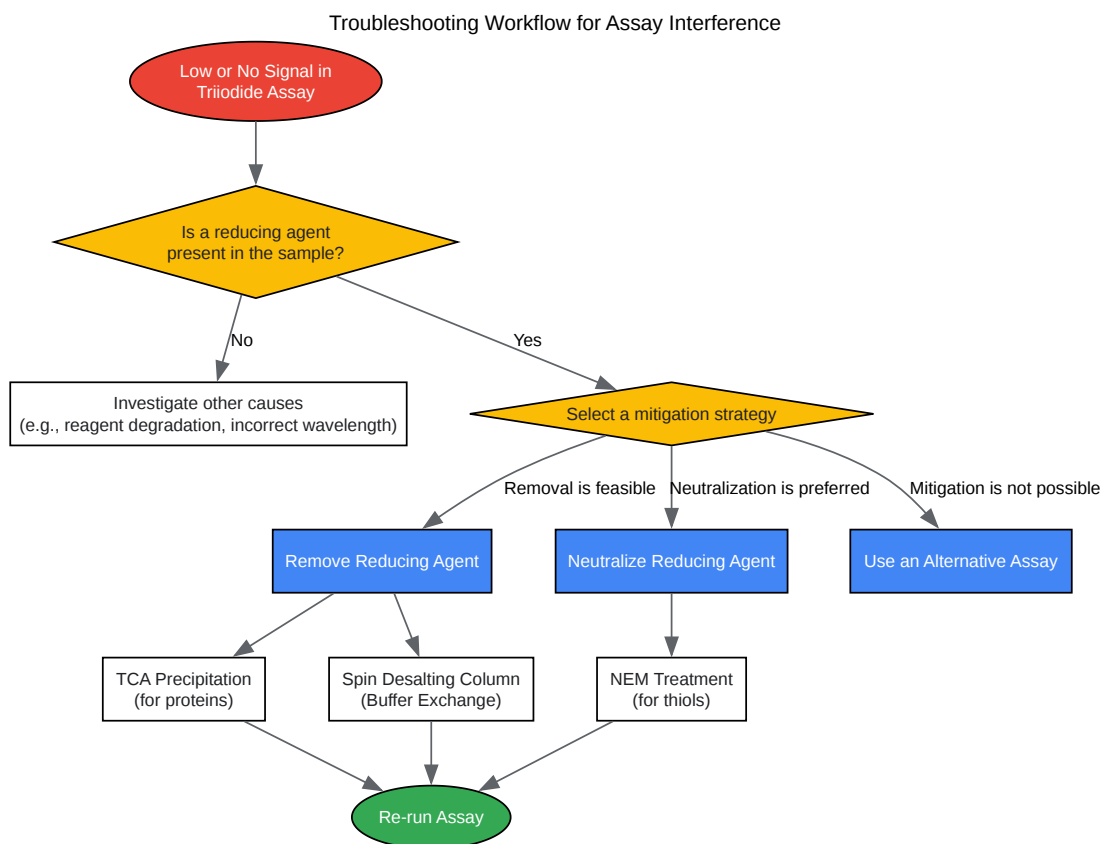 Troubleshooting Workflow for Assay Interference
Low or No Signal in
Triiodide Assay
Is a reducing agent
present in the sample?
No
Yes
Investigate other causes
(e.g., reagent degradation, incorrect wavelength)
Select a mitigation strategy
Removal is feasible
Neutralization is preferred
Mitigation is not possible
Remove Reducing Agent
Neutralize Reducing Agent
Use an Alternative Assay
TCA Precipitation
(for proteins)
Spin Desalting Column
(Buffer Exchange)
NEM Treatment
(for thiols)
Re-run Assay